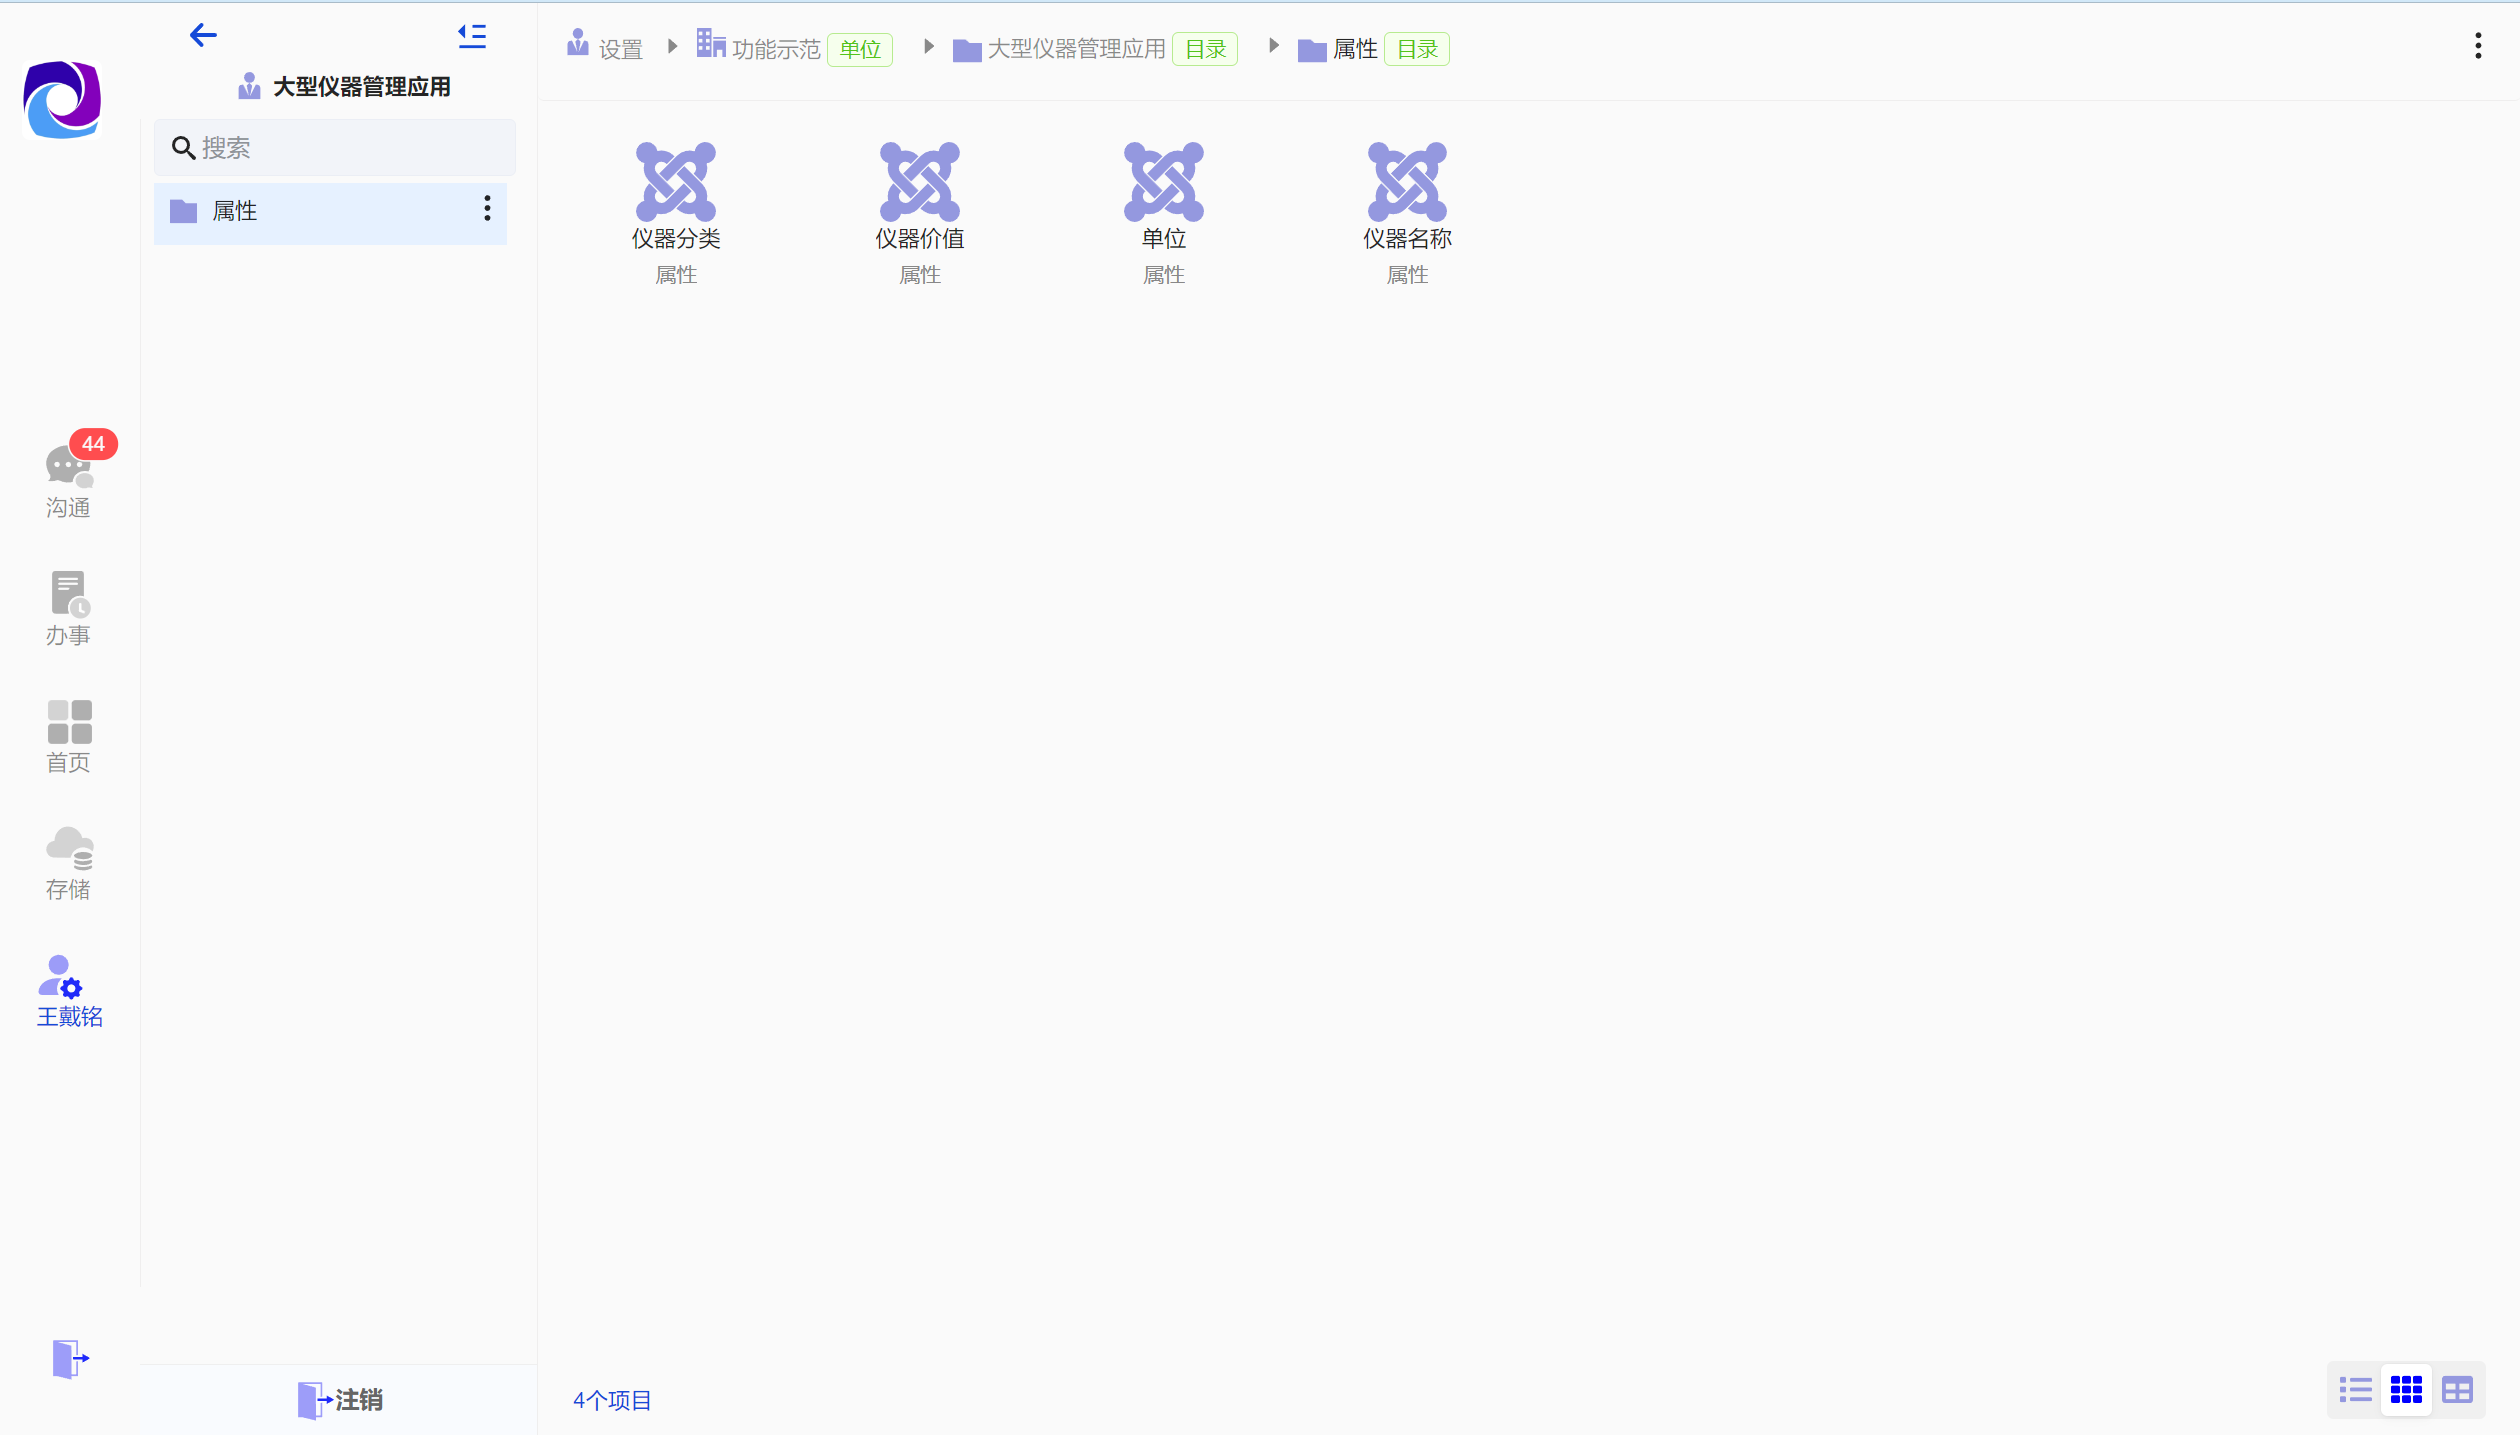 大型仪器管理应用
搜索
属性
44
沟通
办事
首页
存储
王戴铭
注销
设置 功能示范 单位 大型仪器管理应用 目录 属性 目录
仪器分类 仪器价值 单位 仪器名称
属性 属性 属性 属性
4个项目